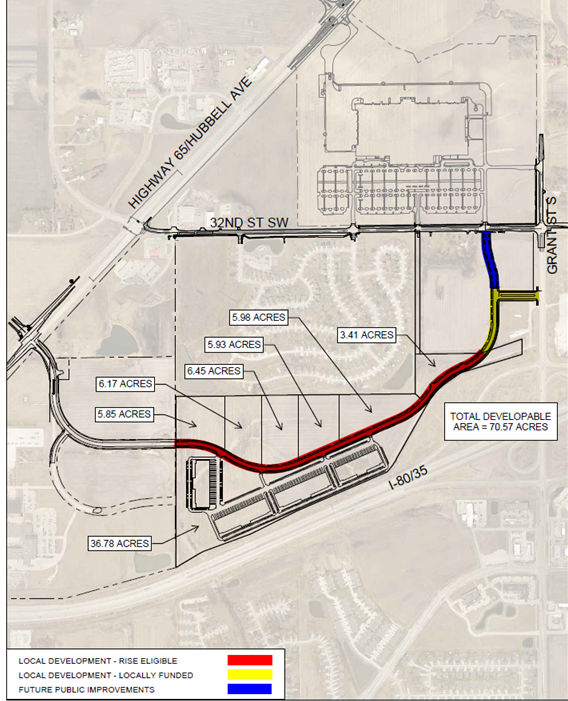 HIGHWAY 65/HUBBELL AVE
32ND ST SW
GRANT ST S
5.98 ACRES
3.41 ACRES
5.93 ACRES
6.45 ACRES
6.17 ACRES
5.85 ACRES
TOTAL DEVELOPABLE
AREA = 70.57 ACRES
I-80/35
36.78 ACRES
LOCAL DEVELOPMENT - RISE ELIGIBLE
LOCAL DEVELOPMENT - LOCALLY FUNDED
FUTURE PUBLIC IMPROVEMENTS